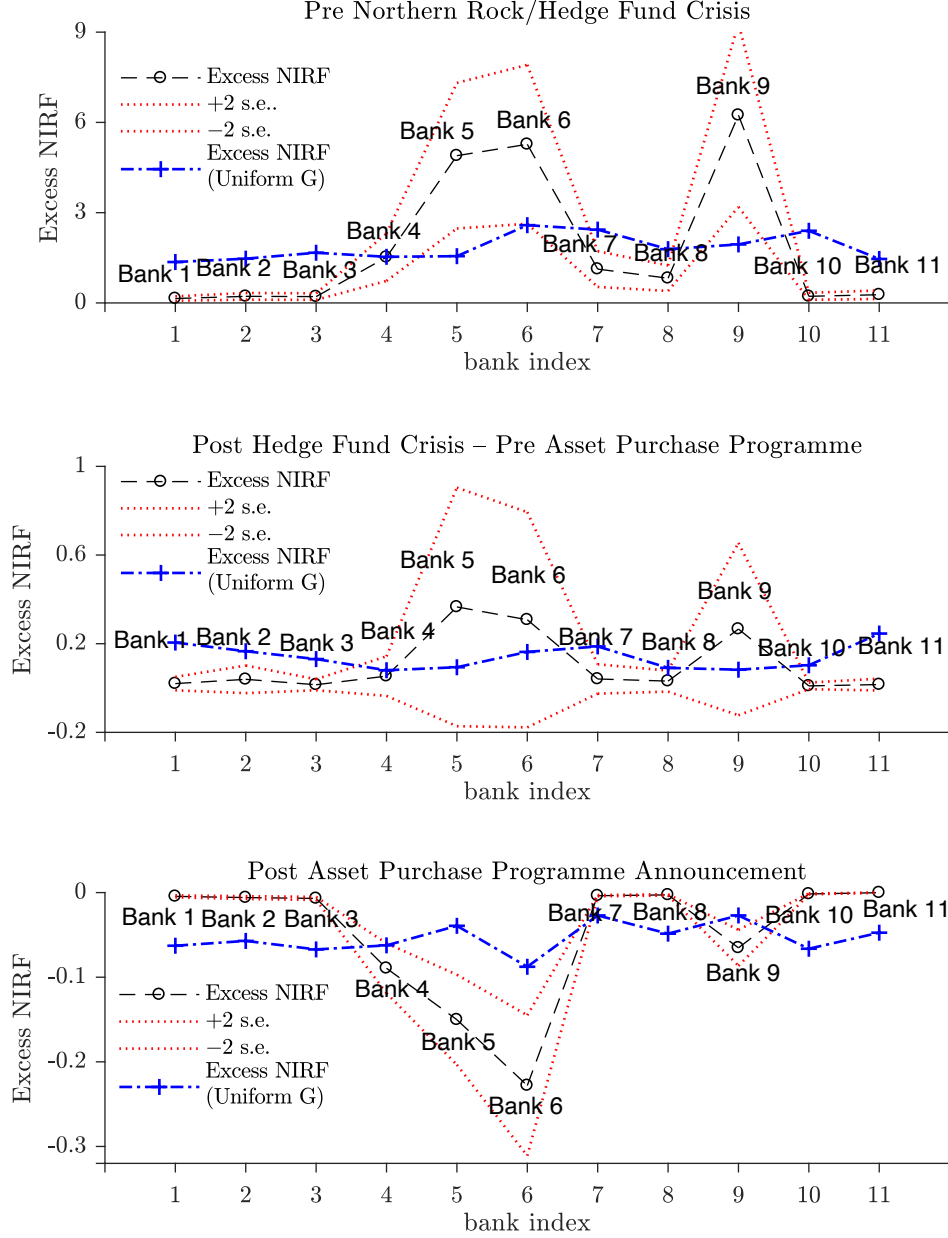 Pre Northern Rock/Hedge Fund Crisis
9
6
3
0
Excess NIRF
Excess NIRF
+2 s.e..
−2 s.e.
Excess NIRF
(Uniform G)
Bank 1
Bank 2
Bank 3
Bank 4
Bank 5
Bank 6
Bank 7
Bank 8
Bank 9
Bank 10
Bank 11
1 2 3 4 5 6 7 8 9 10 11
bank index
Post Hedge Fund Crisis – Pre Asset Purchase Programme
1
0.6
0.2
-0.2
Excess NIRF
Excess NIRF
+2 s.e.
−2 s.e.
Excess NIRF
(Uniform G)
Bank 1
Bank 2
Bank 3
Bank 4
Bank 5
Bank 6
Bank 7
Bank 8
Bank 9
Bank 10
Bank 11
1 2 3 4 5 6 7 8 9 10 11
bank index
Post Asset Purchase Programme Announcement
0
-0.1
-0.2
-0.3
Excess NIRF
Bank 1
Bank 2
Bank 3
Bank 4
Bank 5
Bank 6
Bank 7
Bank 8
Bank 9
Bank 10
Bank 11
Excess NIRF
+2 s.e.
−2 s.e.
Excess NIRF
(Uniform G)
1 2 3 4 5 6 7 8 9 10 11
bank index